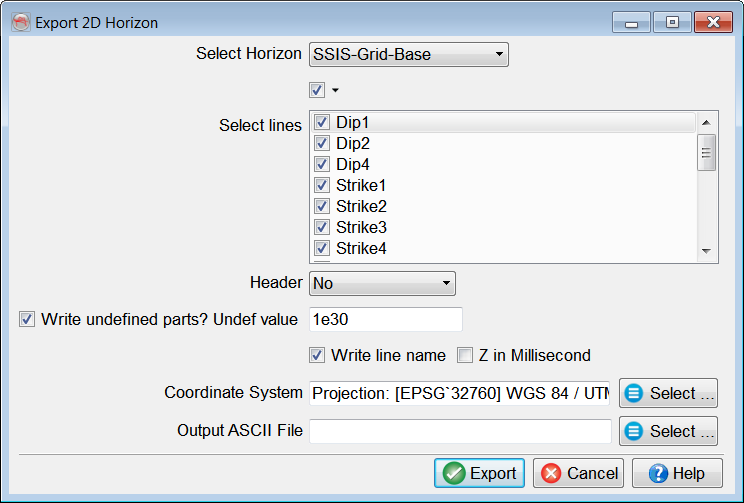 Export 2D Horizon
Select Horizon SSIS-Grid-Base
Select lines
Dip1
Dip2
Dip4
Strike1
Strike2
Strike3
Strike4
Header No
Write undefined parts? Undef value 1e30
Write line name Z in Millisecond
Coordinate System Projection: [EPSG`32760] WGS 84 / UTM Select ...
Output ASCII File Select ...
Export Cancel Help